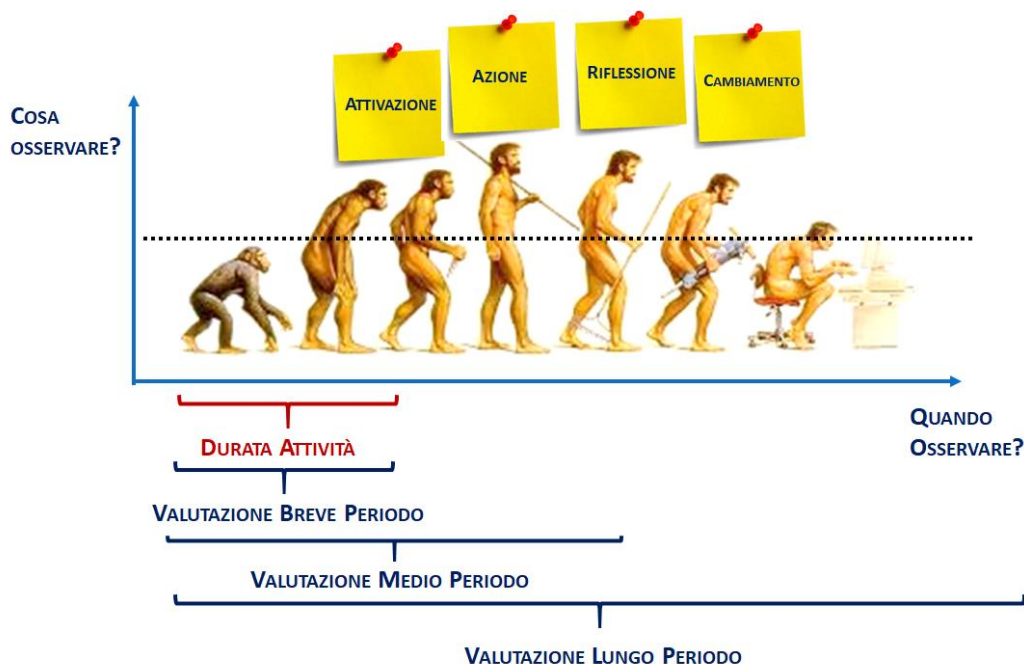 ATTIVAZIONE
AZIONE
RIFLESSIONE
CAMBIAMENTO
COSA
OSSERVARE?
QUANDO
OSSERVARE?
DURATA ATTIVITÀ
VALUTAZIONE BREVE PERIODO
VALUTAZIONE MEDIO PERIODO
VALUTAZIONE LUNGO PERIODO